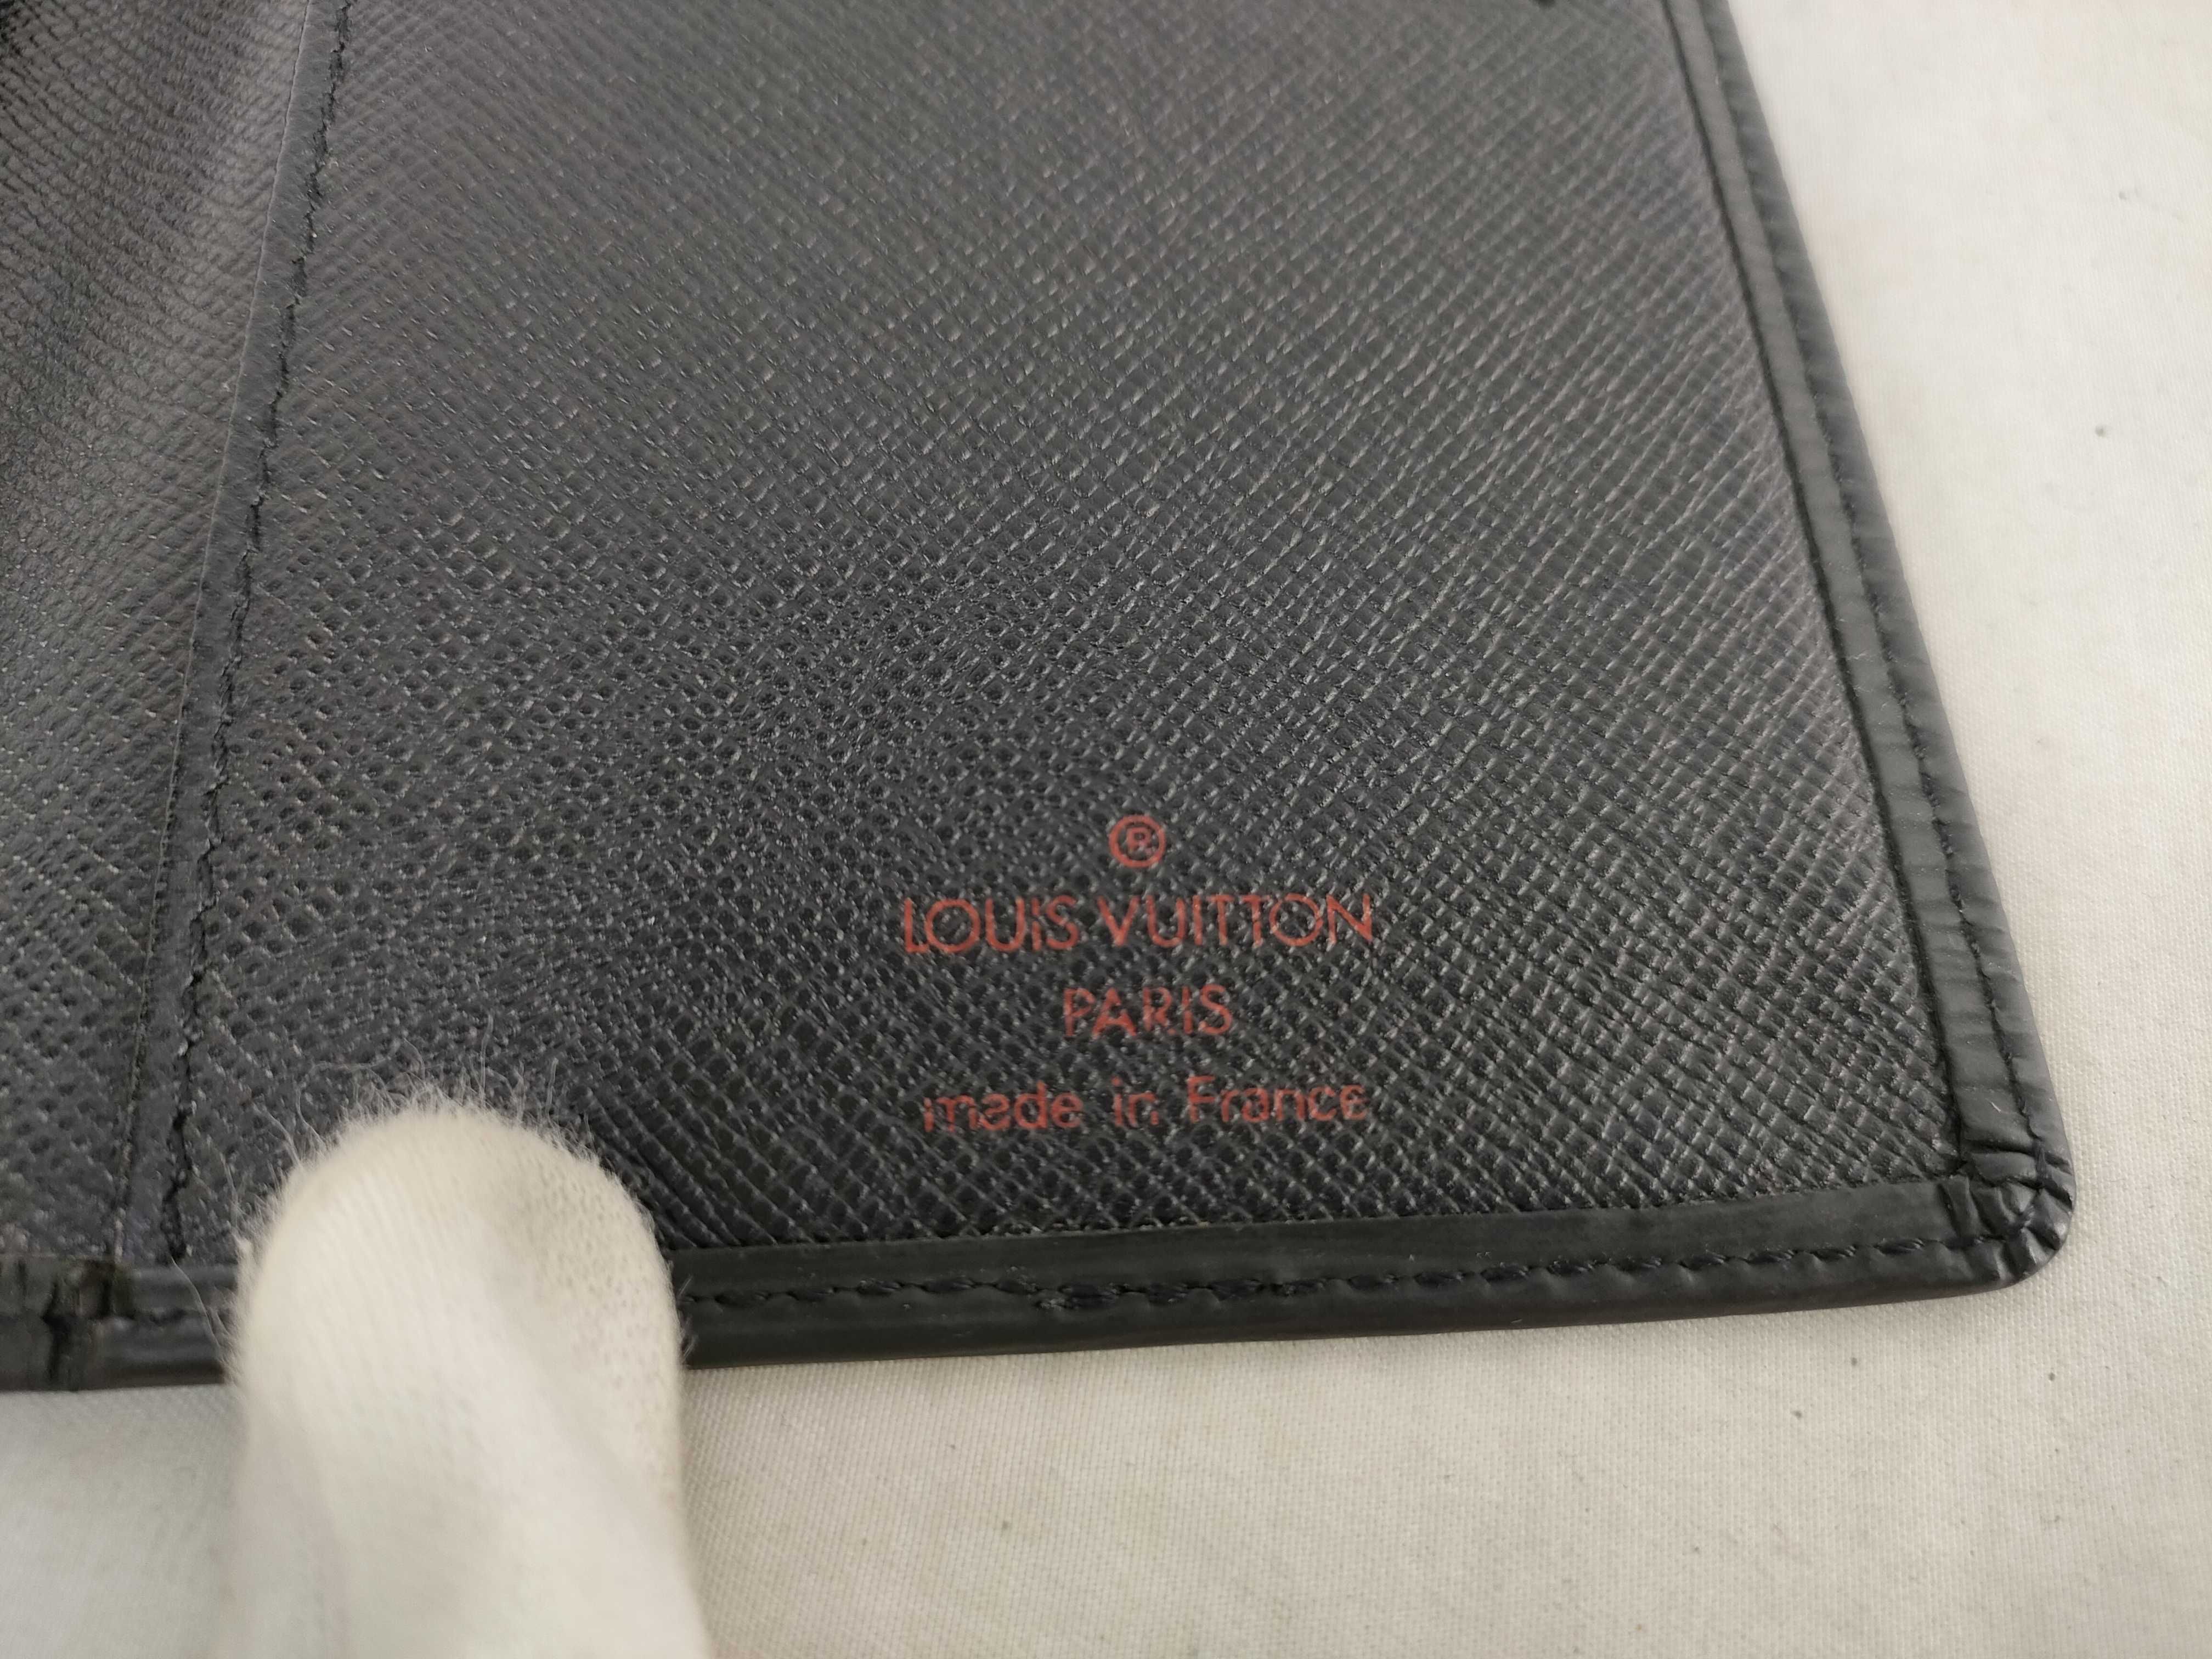 ®
LOUIS VUITTON
PARIS
made in France